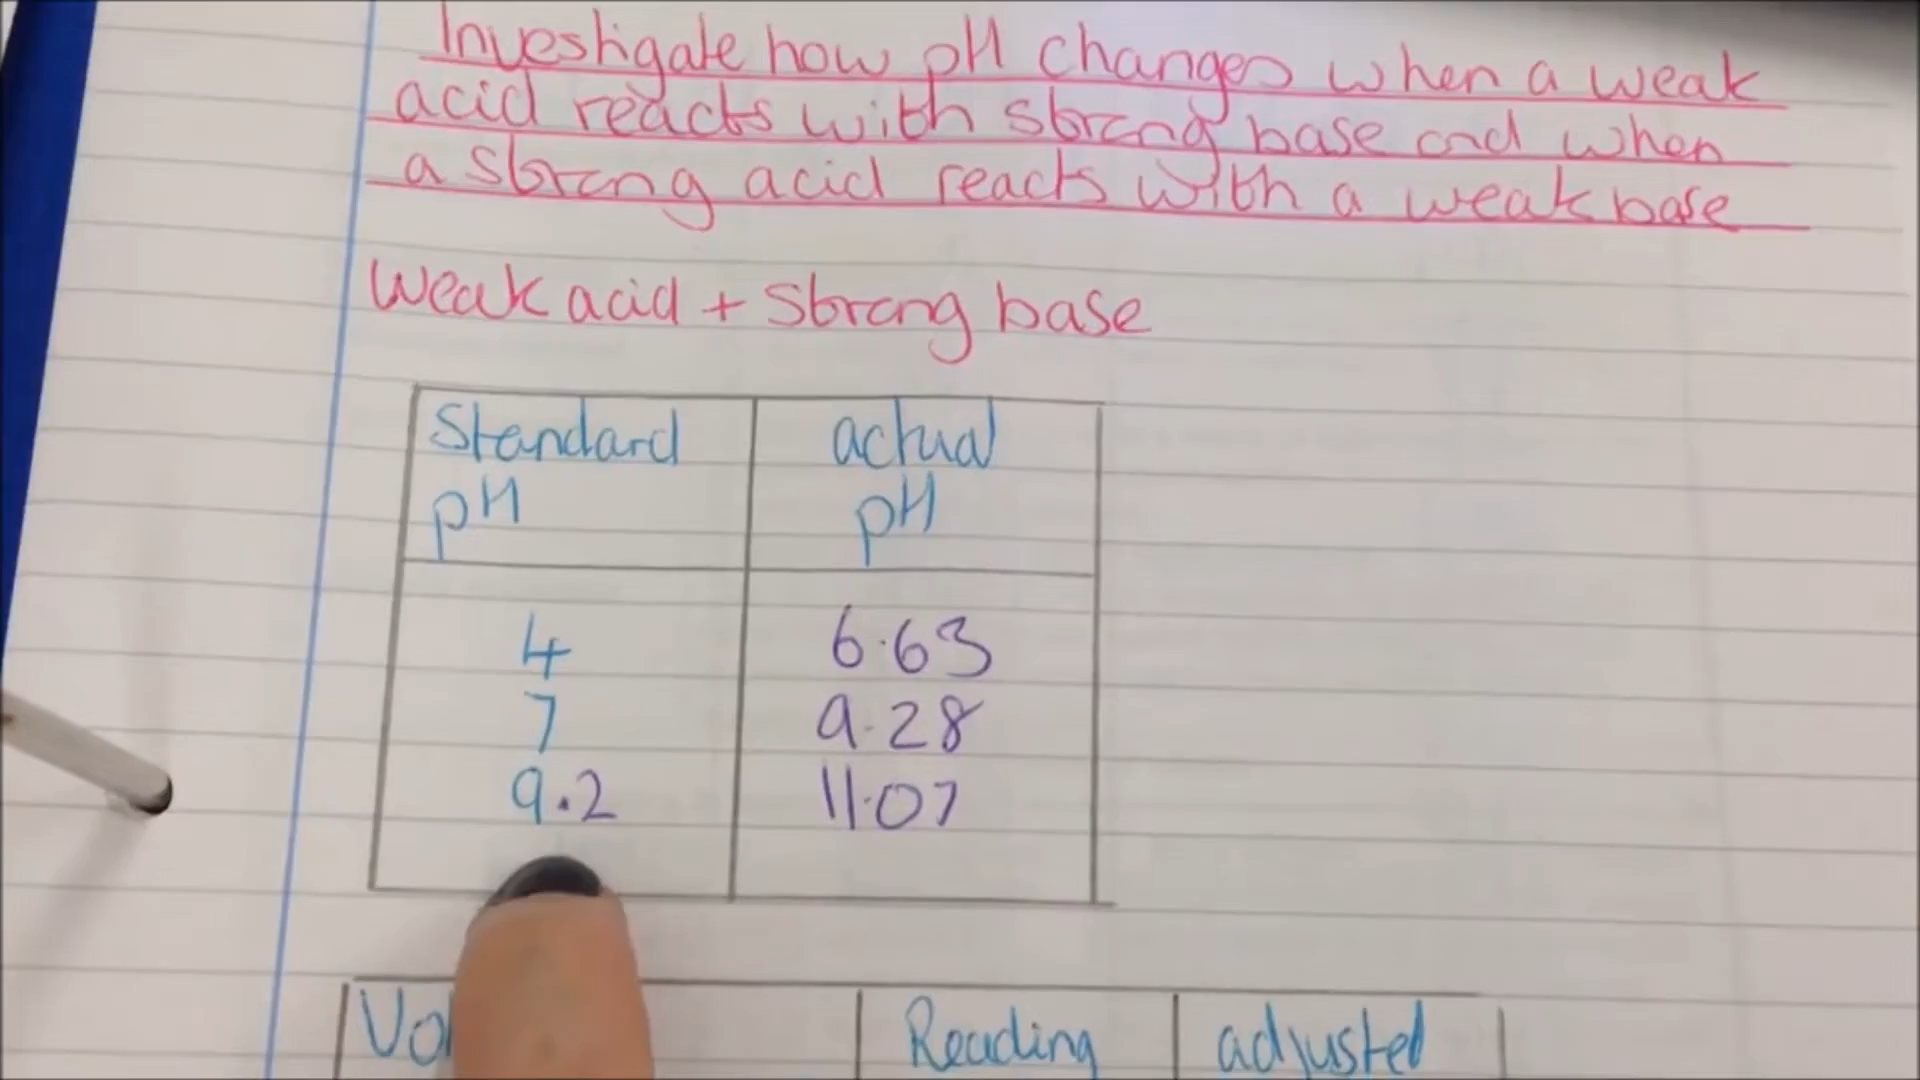 Investigate how pH changes when a weak
acid reacts with strong base and when
a strong acid reacts with a weak base
Weak acid + Strong base
Standard pH
actual pH
4 6.63
7 9.28
9.2 11.07
Reading adjusted